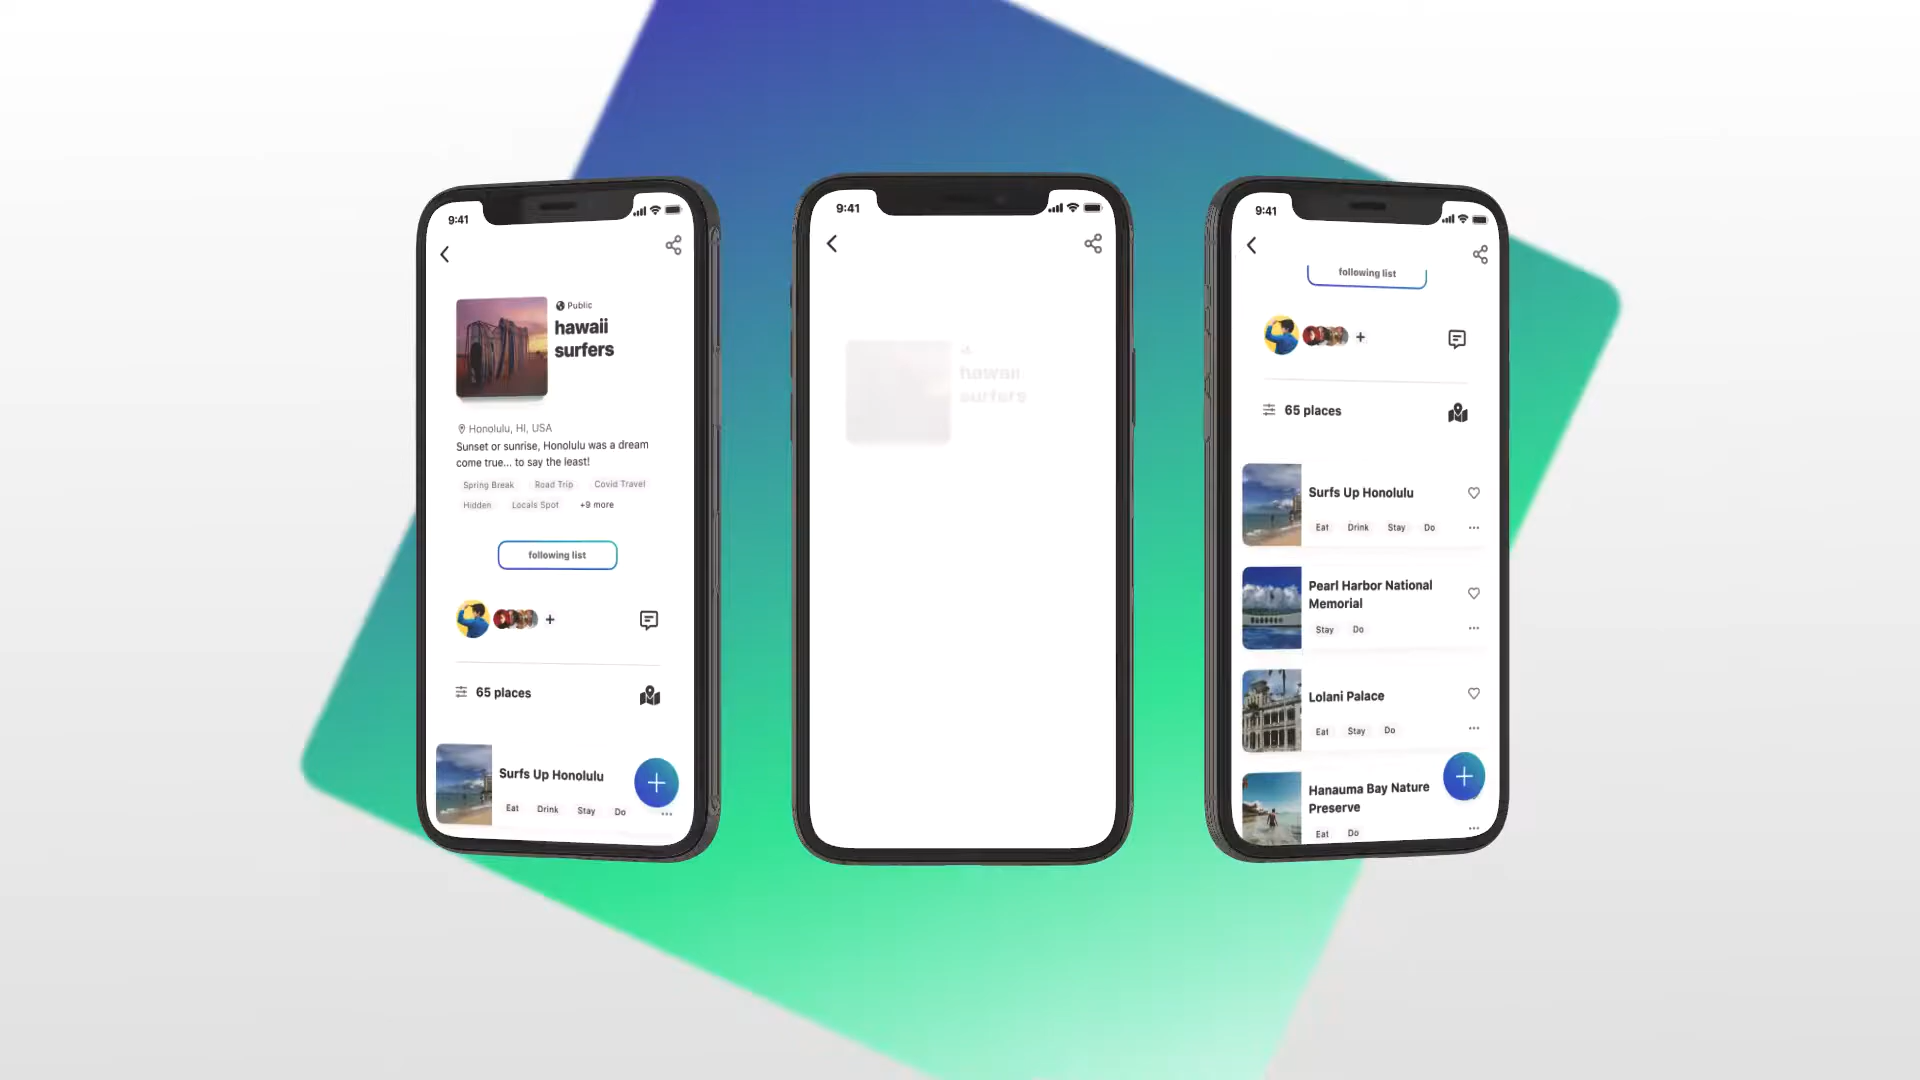 9:41
Public
hawaii
surfers
Honolulu, HI, USA
Sunset or sunrise, Honolulu was a dream
come true... to say the least!
Spring Break Road Trip Covid Travel
Hidden Locals Spot +9 more
following list
65 places
Surfs Up Honolulu
Eat Drink Stay Do
9:41
hawaii
surfers
9:41
following list
65 places
Surfs Up Honolulu
Eat Drink Stay Do
Pearl Harbor National
Memorial
Stay Do
Lolani Palace
Eat Stay Do
Hanauma Bay Nature
Preserve
Eat Do